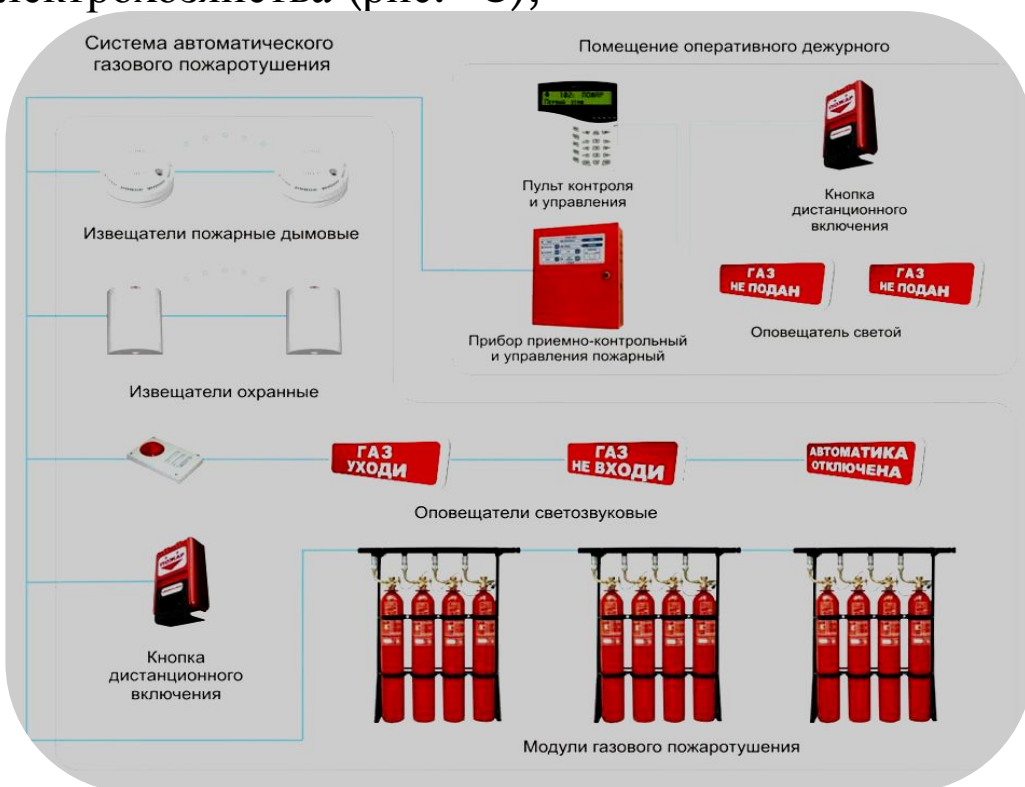 Система автоматического
газового пожаротушения
Помещение оперативного дежурного
ПОЖАР
Пульт контроля
и управления
Кнопка
дистанционного
включения
Извещатели пожарные дымовые
ГАЗ
НЕ ПОДАН
ГАЗ
НЕ ПОДАН
Оповещатель светой
Прибор приемно-контрольный
и управления пожарный
Извещатели охранные
ГАЗ
УХОДИ
ГАЗ
НЕ ВХОДИ
АВТОМАТИКА
ОТКЛЮЧЕНА
Оповещатели светозвуковые
ПОЖАР
Кнопка
дистанционного
включения
Модули газового пожаротушения